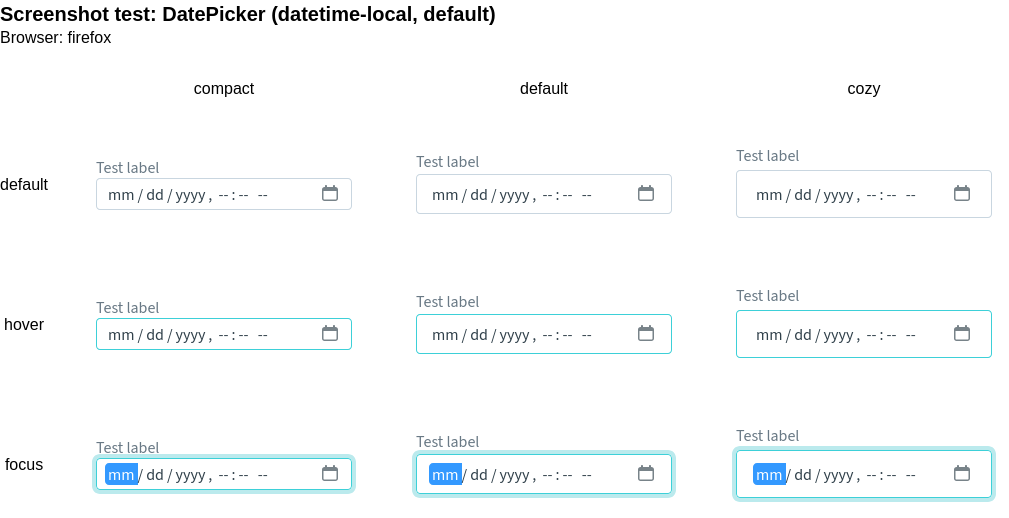 Screenshot test: DatePicker (datetime-local, default)
Browser: firefox
compact default cozy
Test label Test label Test label
default mm/dd/yyyy, --:-- -- mm/dd/yyyy, --:-- -- mm/dd/yyyy, --:-- --
Test label Test label Test label
hover mm/dd/yyyy, --:-- -- mm/dd/yyyy, --:-- -- mm/dd/yyyy, --:-- --
Test label Test label Test label
focus mm/dd/yyyy, --:-- -- mm/dd/yyyy, --:-- -- mm/dd/yyyy, --:-- --